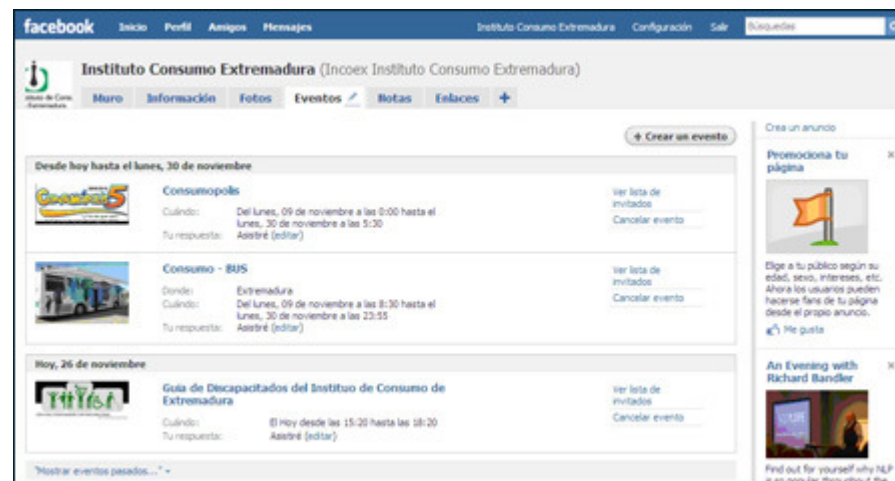 facebook Inicio Perfil Amigos Mensajes Instituto Consumo Extremadura Configuración Salir Búsquedas
Instituto Consumo Extremadura (Incoex Instituto Consumo Extremadura)
Muro Información Fotos Eventos Notas Enlaces +
+ Crear un evento
Desde hoy hasta el lunes, 30 de noviembre
Consumopolis
Cuándo: Del lunes, 09 de noviembre a las 0:00 hasta el
lunes, 30 de noviembre a las 5:30
Tu respuesta: Asistiré (editar)
Ver lista de
invitados
Cancelar evento
Consumo - BUS
Donde: Extremadura
Cuándo: Del lunes, 09 de noviembre a las 8:30 hasta el
lunes, 30 de noviembre a las 23:55
Tu respuesta: Asistiré (editar)
Ver lista de
invitados
Cancelar evento
Hoy, 26 de noviembre
Guia de Discapacitados del Instituo de Consumo de
Extremadura
Cuándo: El Hoy desde las 15:20 hasta las 18:20
Tu respuesta: Asistiré (editar)
Ver lista de
invitados
Cancelar evento
"Mostrar eventos pasados..."
Crea un anuncio
Promociona tu
página
Elige a tu público según su
edad, sexo, intereses, etc.
Ahora los usuarios pueden
hacerse fans de tu página
desde el propio anuncio.
Me gusta
An Evening with
Richard Bandler
Find out for yourself why NLP
is so popular throughout the